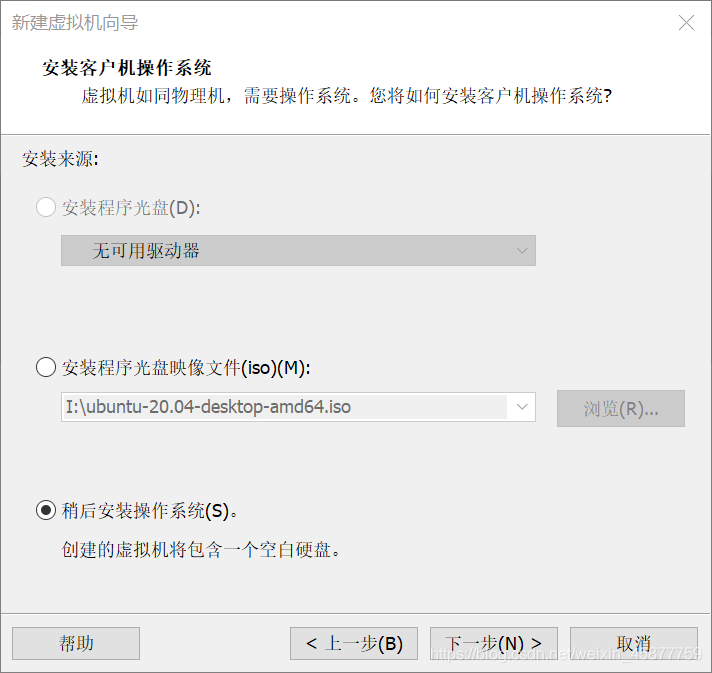 新建虚拟机向导
安装客户机操作系统
虚拟机如同物理机，需要操作系统。您将如何安装客户机操作系统?
安装来源:
安装程序光盘(D):
无可用驱动器
安装程序光盘映像文件(iso)(M):
I:\ubuntu-20.04-desktop-amd64.iso
浏览(R)...
稍后安装操作系统(S)。
创建的虚拟机将包含一个空白硬盘。
帮助
< 上一步(B)
下一步(N) >
取消
https://blog.csdn.net/weixin_45877759